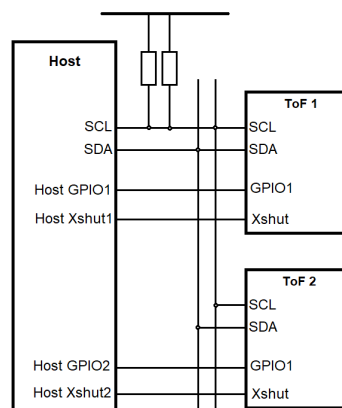 Host
ToF 1
SCL
SCL
SDA
SDA
Host GPIO1
GPIO1
Host Xshut1
Xshut
ToF 2
SCL
SDA
Host GPIO2
GPIO1
Host Xshut2
Xshut